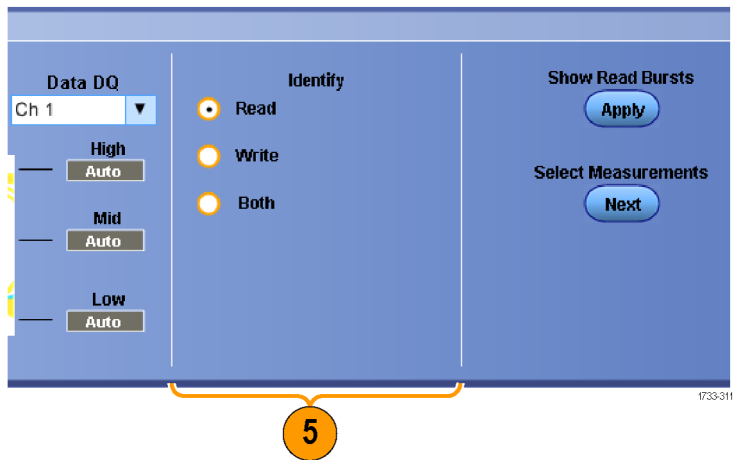 Data DQ
Ch 1
High
Auto
Mid
Auto
Low
Auto
Identify
Read
Write
Both
Show Read Bursts
Apply
Select Measurements
Next
1733-311
5